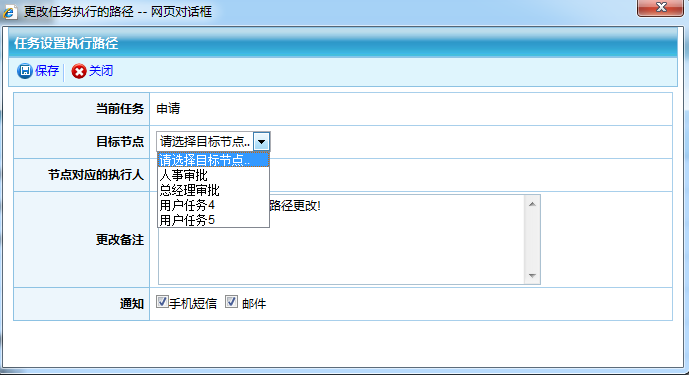 更改任务执行的路径 -- 网页对话框
任务设置执行路径
保存 关闭
当前任务 申请
目标节点 请选择目标节点..
请选择目标节点..
人事审批
总经理审批
用户任务4
用户任务5
节点对应的执行人
路径更改!
更改备注
通知 手机短信 邮件